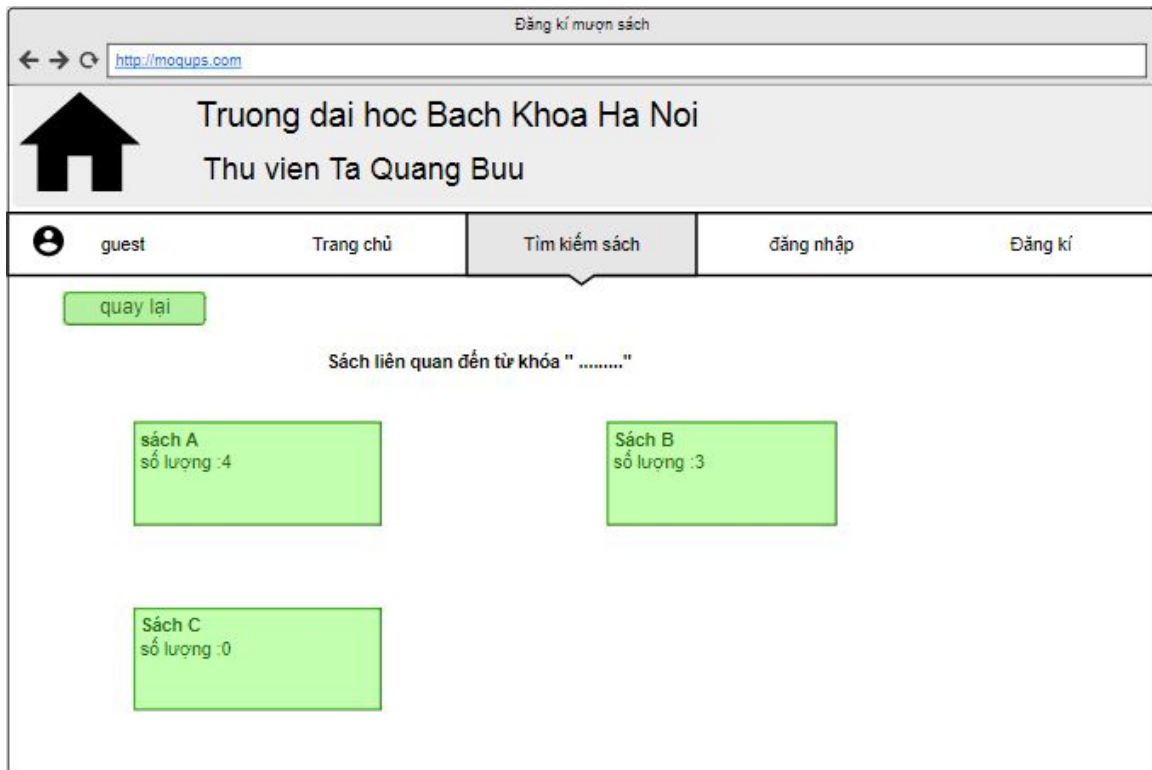 Đăng kí mượn sách
http://moqups.com
Truong dai hoc Bach Khoa Ha Noi
Thu vien Ta Quang Buu
guest Trang chủ Tìm kiếm sách đăng nhập Đăng kí
quay lại
Sách liên quan đến từ khóa " ........."
sách A
số lượng :4
Sách B
số lượng :3
Sách C
số lượng :0